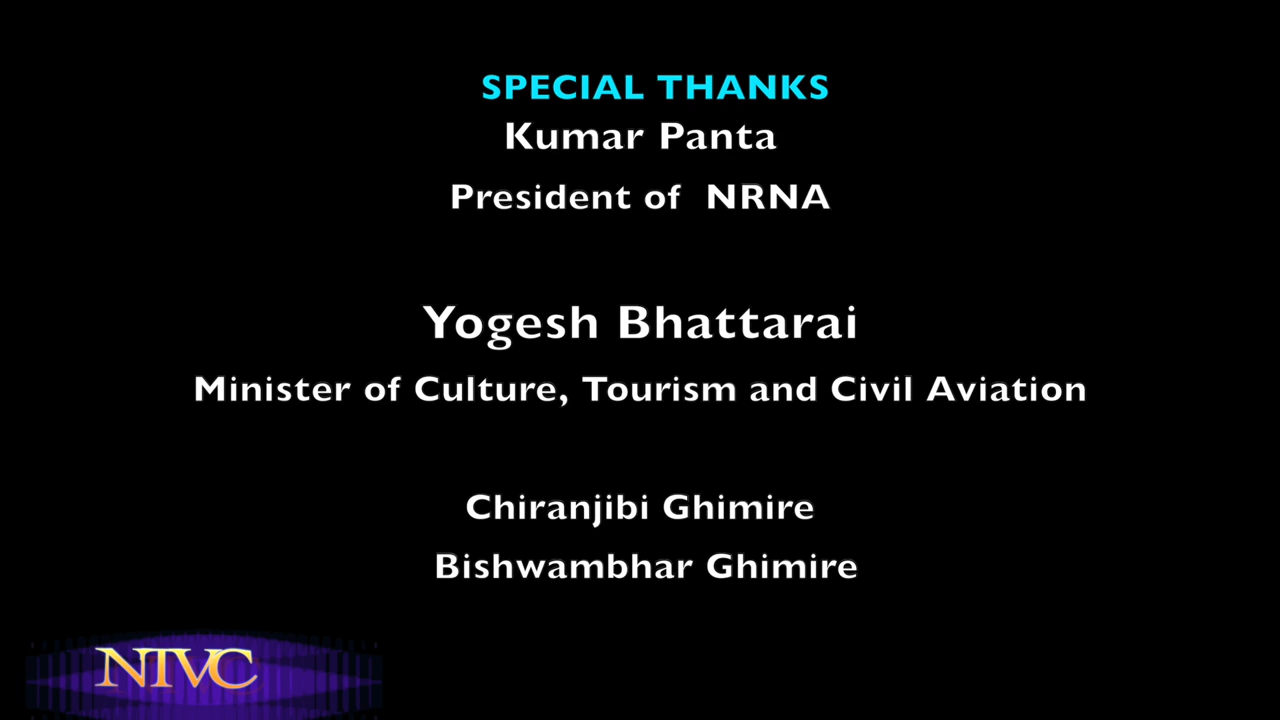 SPECIAL THANKS
Kumar Panta
President of NRNA
Yogesh Bhattarai
Minister of Culture, Tourism and Civil Aviation
Chiranjibi Ghimire
Bishwambhar Ghimire
NTVC